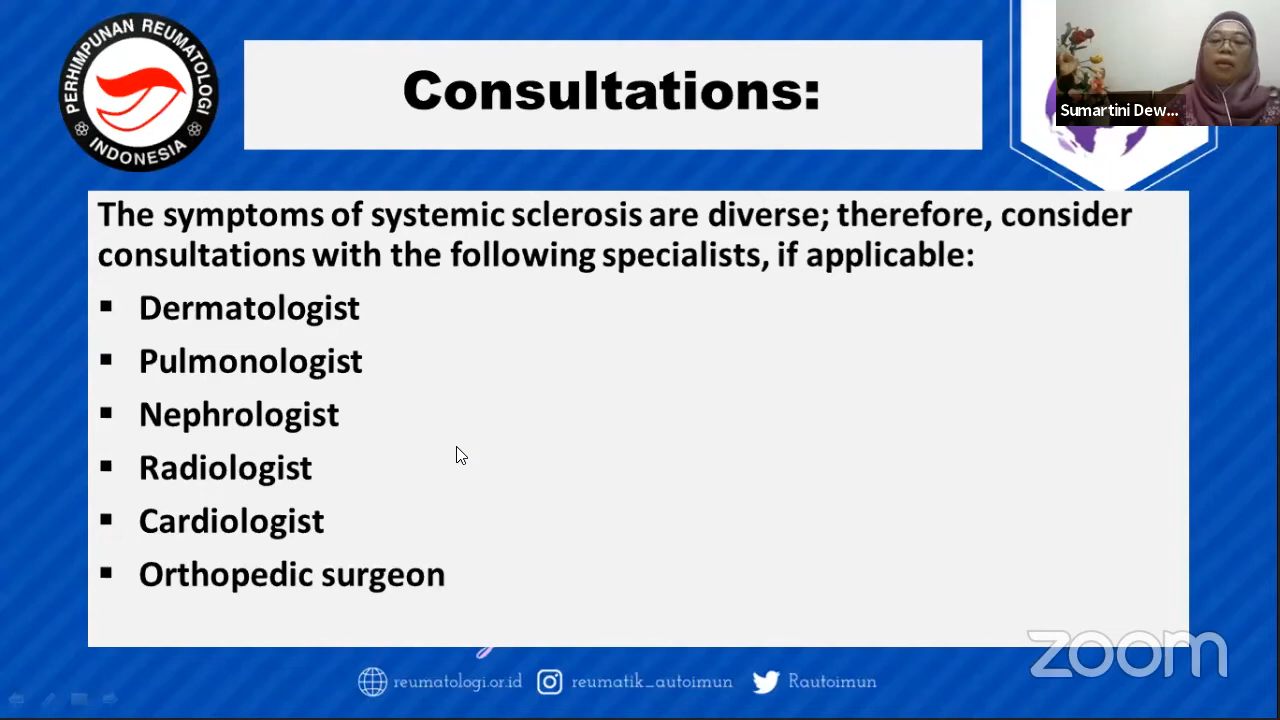 PERHIMPUNAN REUMATOLOGI
INDONESIA
Consultations:
Sumartini Dew...
The symptoms of systemic sclerosis are diverse; therefore, consider
consultations with the following specialists, if applicable:
▪ Dermatologist
▪ Pulmonologist
▪ Nephrologist
▪ Radiologist
▪ Cardiologist
▪ Orthopedic surgeon
zoom
reumatologi.or.id
reumatik_autoimun
Rautoimun